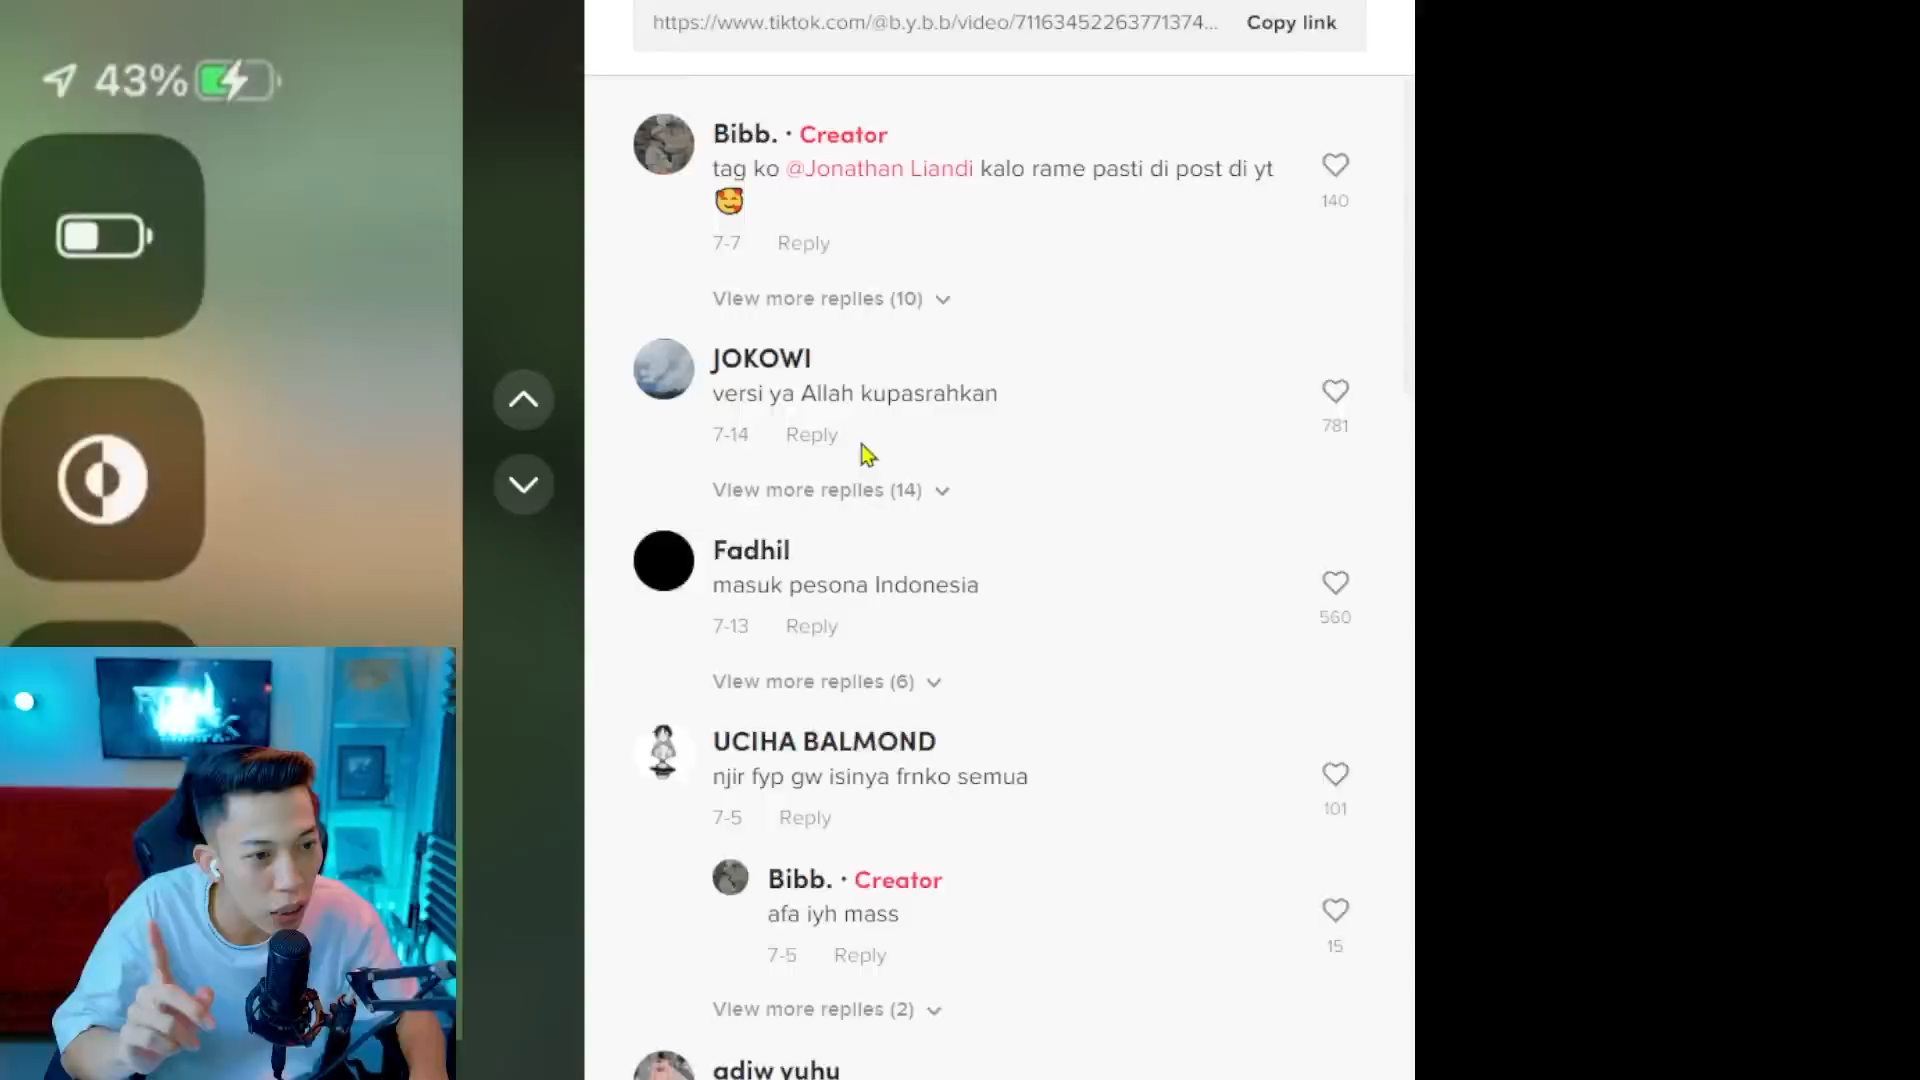 43%
https://www.tiktok.com/@b.y.b.b/video/71163452263771374... Copy link
Bibb. · Creator
tag ko @Jonathan Liandi kalo rame pasti di post di yt
🥰
140
7-7 Reply
View more replies (10)
JOKOWI
versi ya Allah kupasrahkan
781
7-14 Reply
View more replies (14)
Fadhil
masuk pesona Indonesia
560
7-13 Reply
View more replies (6)
UCIHA BALMOND
njir fyp gw isinya frnko semua
101
7-5 Reply
Bibb. · Creator
afa iyh mass
15
7-5 Reply
View more replies (2)
adiw yuhu